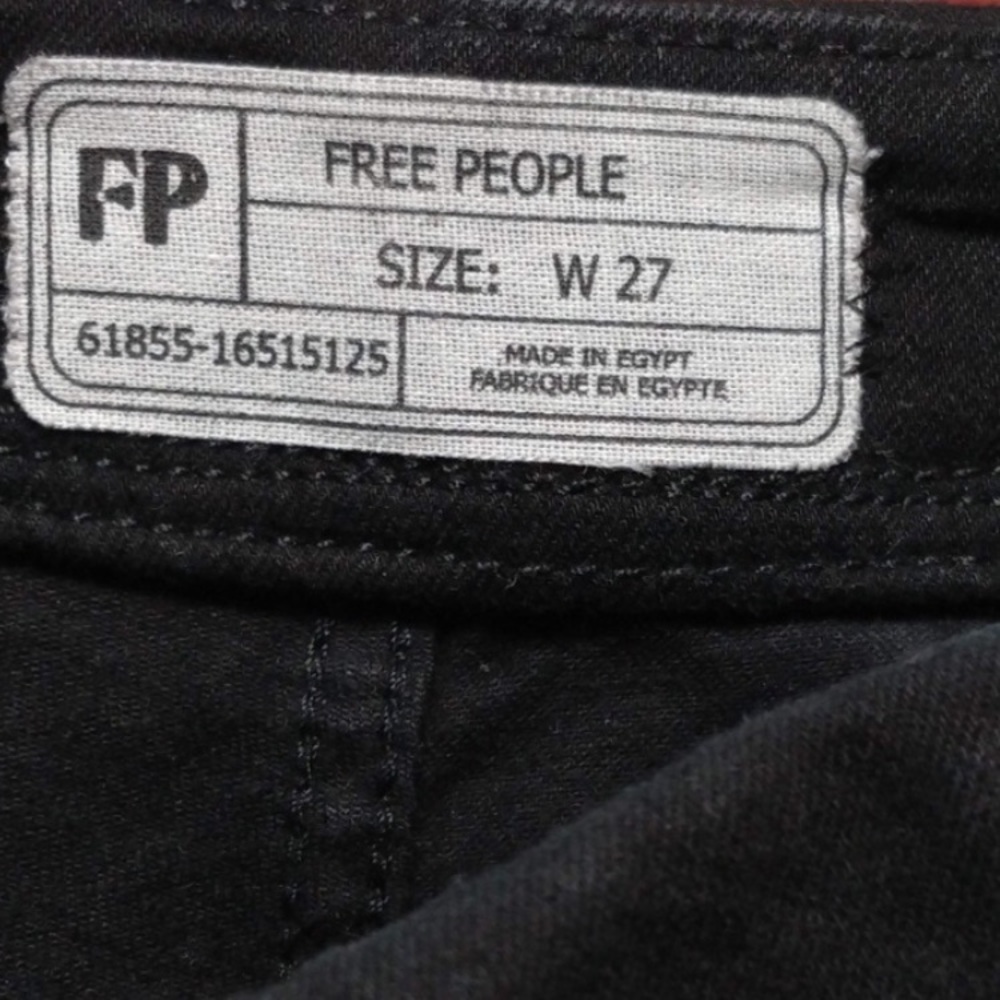 FP
FREE PEOPLE
SIZE: W 27
61855-16515125
MADE IN EGYPT
FABRIQUE EN EGYPTE